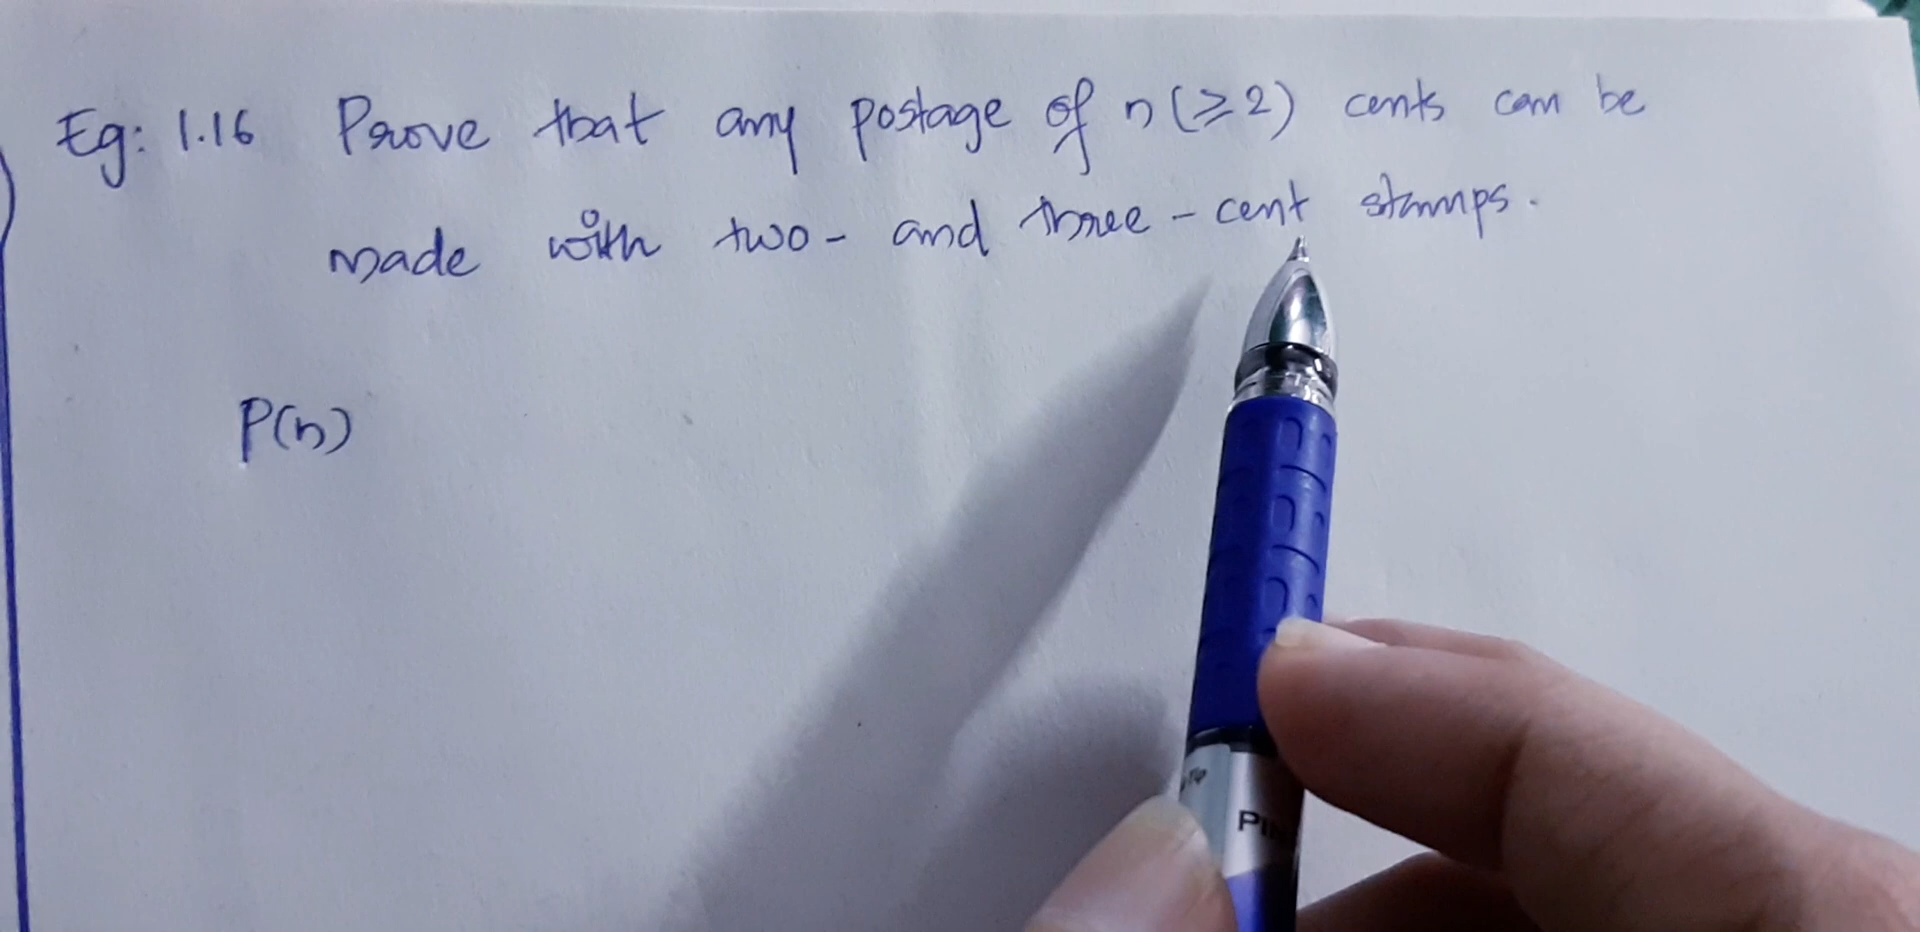 Eg: 1.16 Prove that any postage of n (≥2) cents can be
made with two- and three-cent stamps.
P(n)